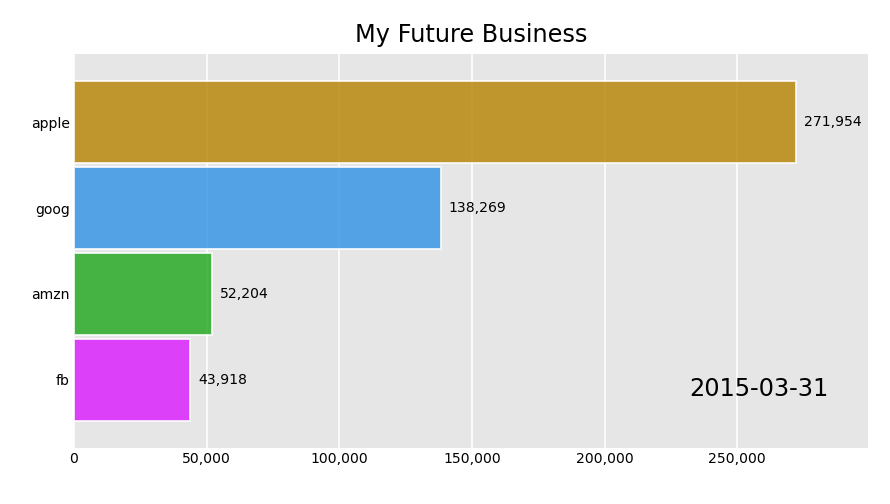 My Future Business
apple 271,954
goog 138,269
amzn 52,204
fb 43,918
2015-03-31
0 50,000 100,000 150,000 200,000 250,000